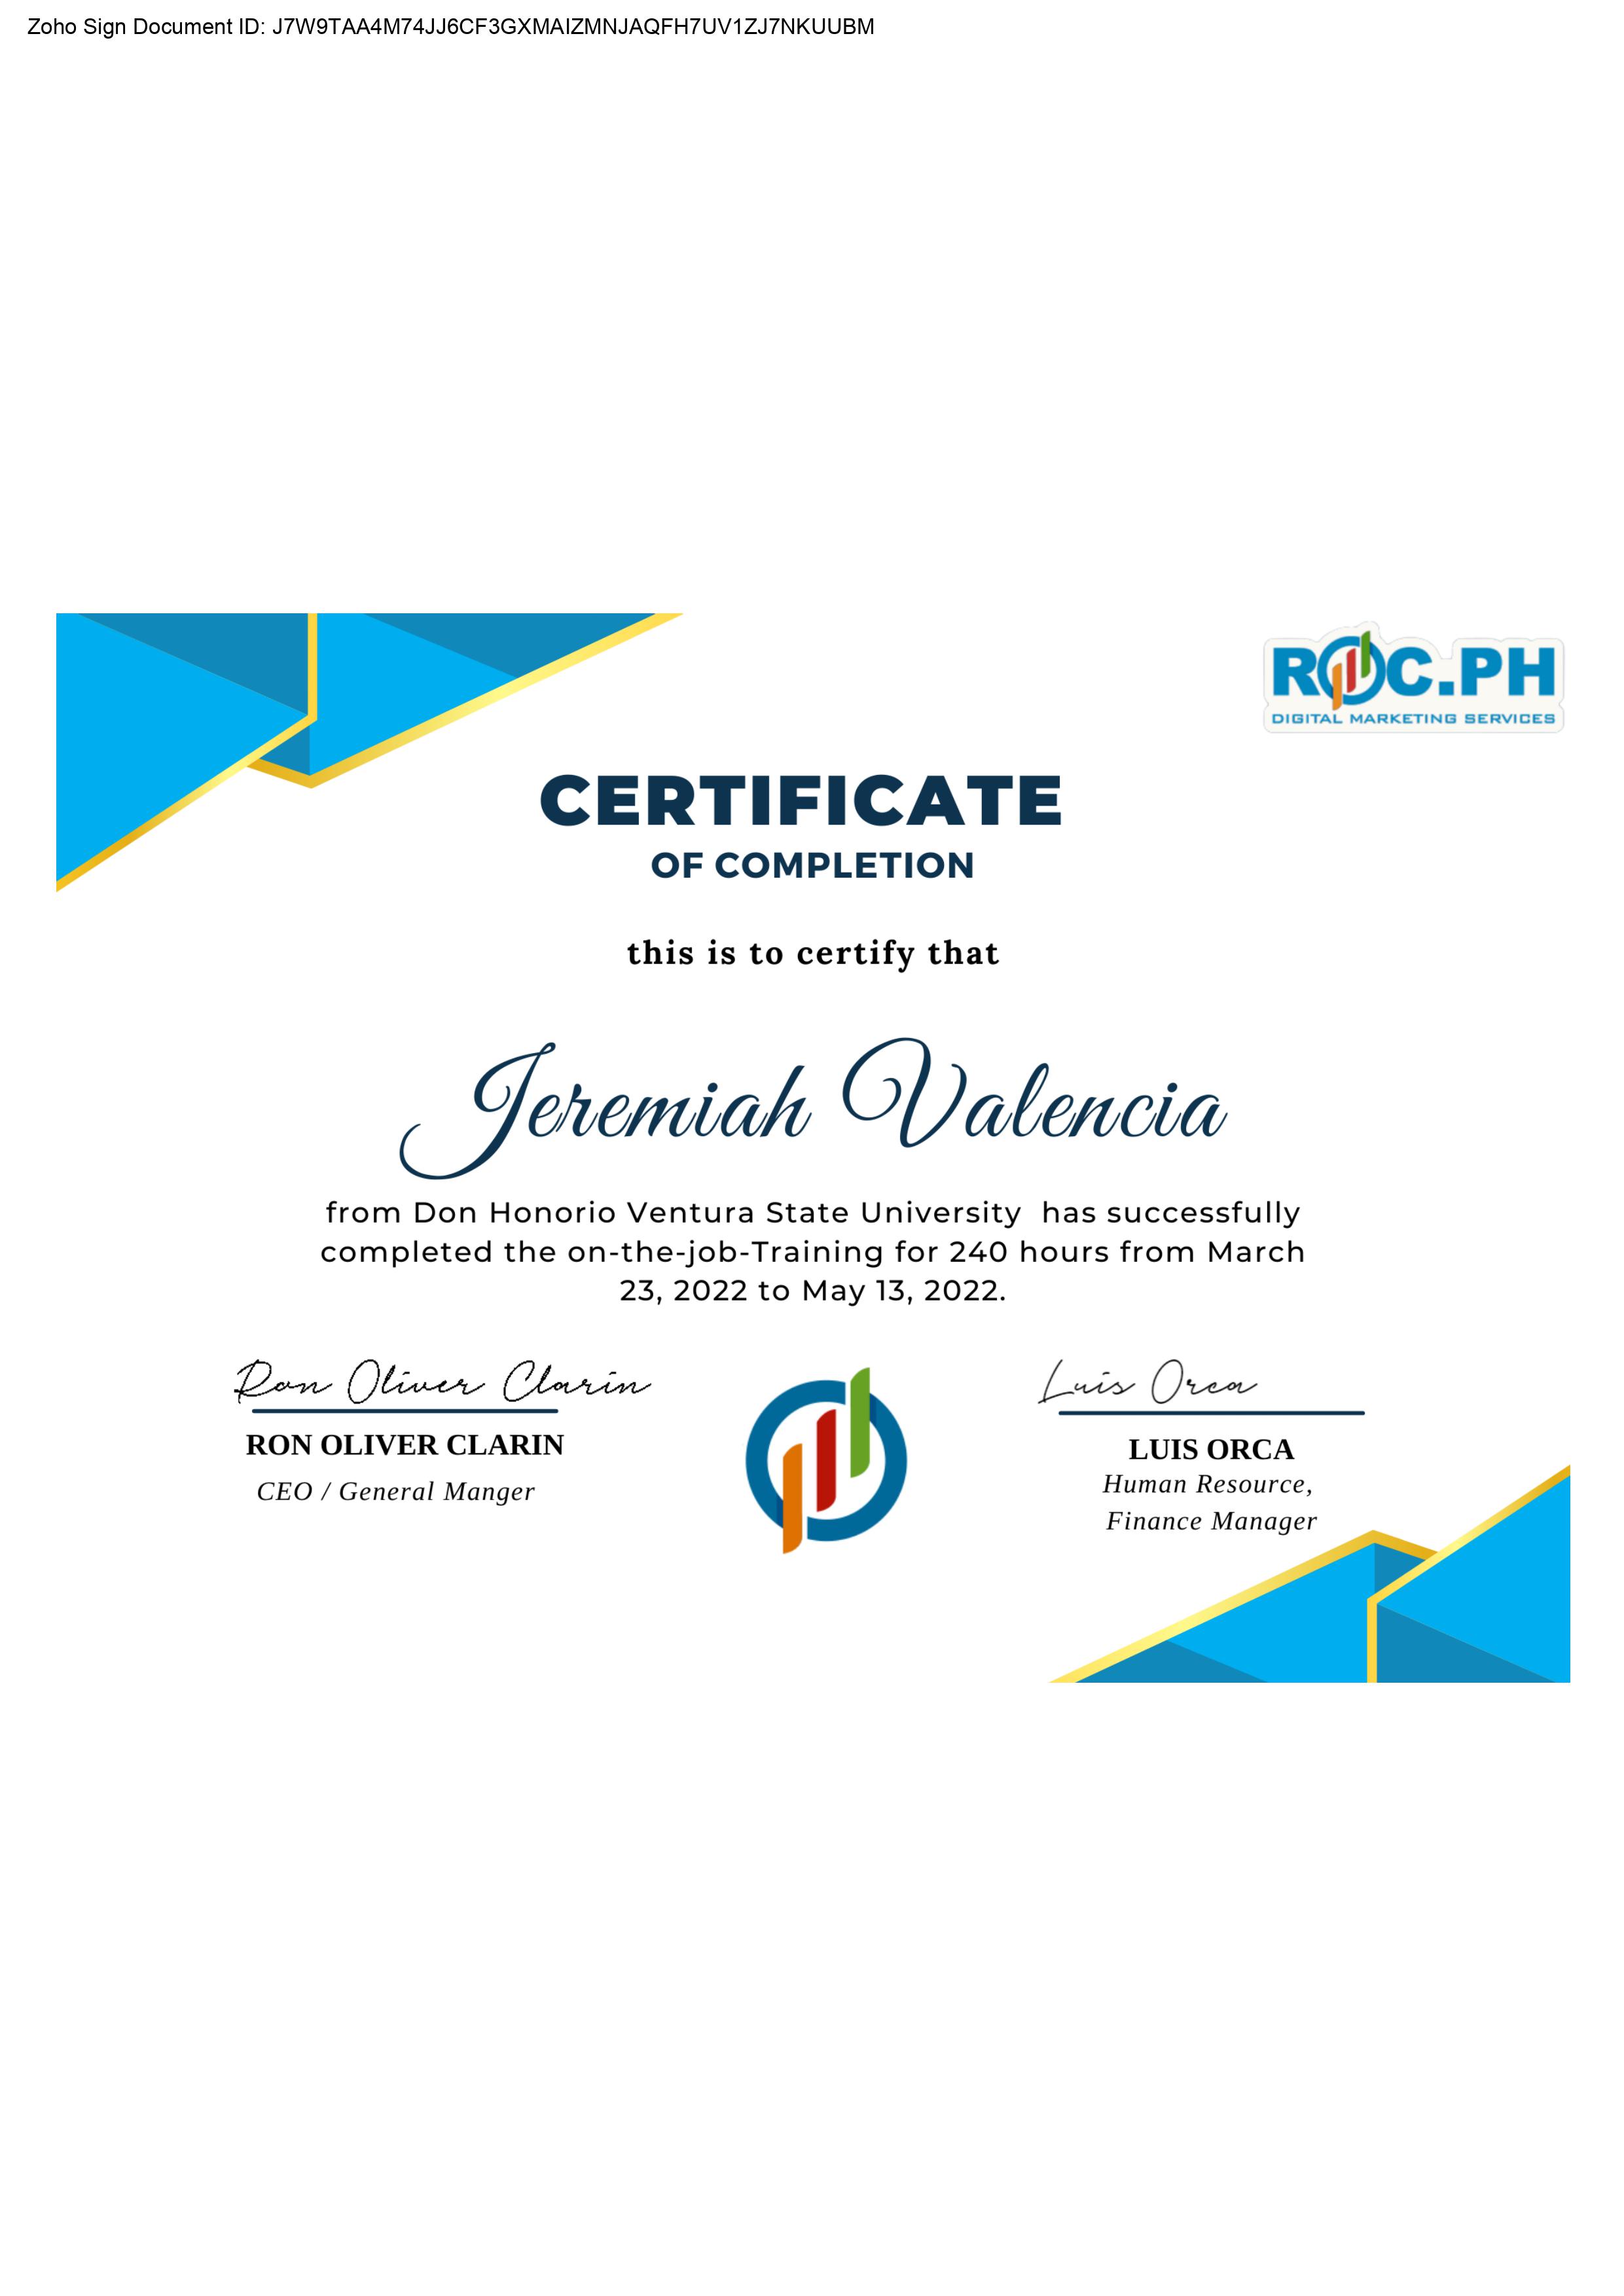 Zoho Sign Document ID: J7W9TAA4M74JJ6CF3GXMAIZMNJAQFH7UV1ZJ7NKUUBM
ROC.PH
DIGITAL MARKETING SERVICES
CERTIFICATE
OF COMPLETION
this is to certify that
Jeremiah Valencia
from Don Honorio Ventura State University has successfully
completed the on-the-job-Training for 240 hours from March
23, 2022 to May 13, 2022.
Ron Oliver Clarin
RON OLIVER CLARIN
CEO / General Manger
Luis Orca
LUIS ORCA
Human Resource,
Finance Manager